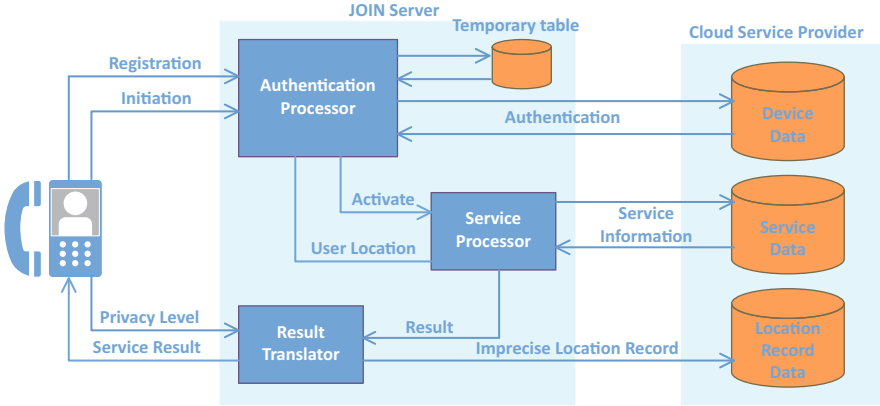 JOIN Server
Temporary table
Cloud Service Provider
Registration
Initiation
Authentication
Processor
Authentication
Device
Data
Activate
User Location
Service
Processor
Service
Information
Service
Data
Privacy Level
Service Result
Result
Translator
Result
Imprecise Location Record
Location
Record
Data